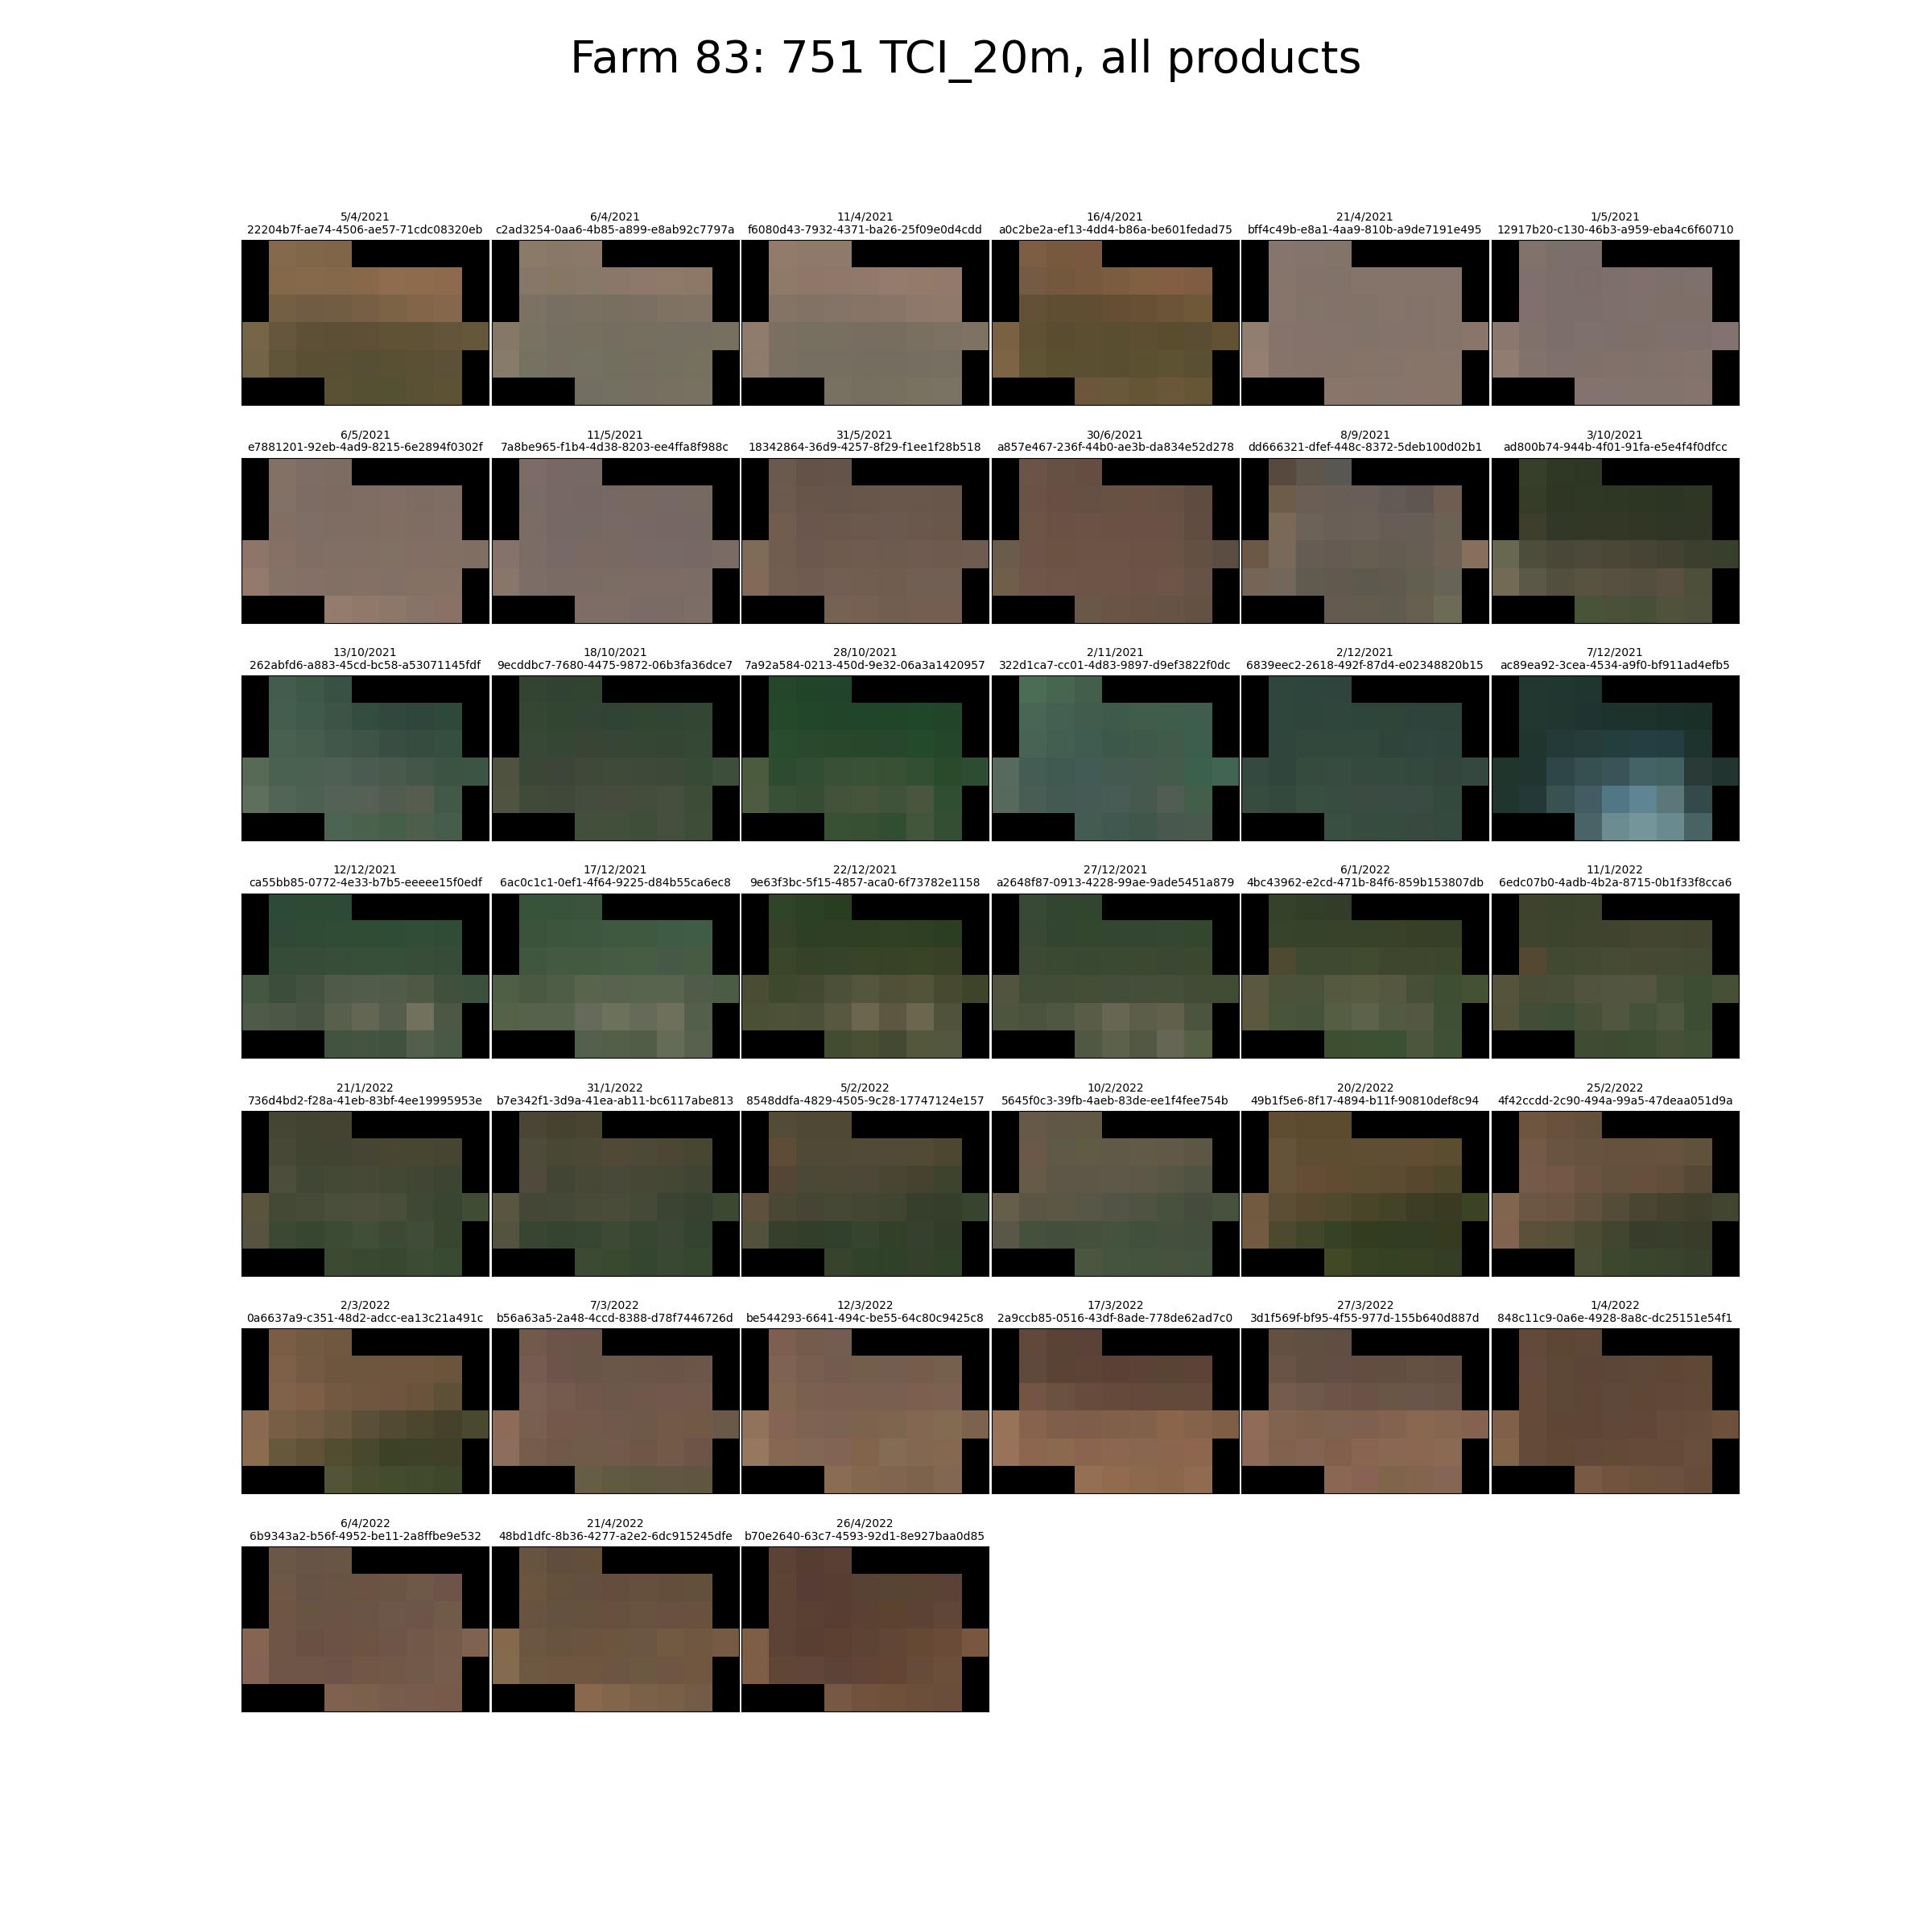 Farm 83: 751 TCI_20m, all products
5/4/2021 6/4/2021 11/4/2021 16/4/2021 21/4/2021 1/5/2021
22204b7f-ae74-4506-ae57-71cdc08320eb c2ad3254-0aa6-4b85-a899-e8ab92c7797a f6080d43-7932-4371-ba26-25f09e0d4cdd a0c2be2a-ef13-4dd4-b86a-be601fedad75 bff4c49b-e8a1-4aa9-810b-a9de7191e495 12917b20-c130-46b3-a959-eba4c6f60710
6/5/2021 11/5/2021 31/5/2021 30/6/2021 8/9/2021 3/10/2021
e7881201-92eb-4ad9-8215-6e2894f0302f 7a8be965-f1b4-4d38-8203-ee4ffa8f988c 18342864-36d9-4257-8f29-f1ee1f28b518 a857e467-236f-44b0-ae3b-da834e52d278 dd666321-dfef-448c-8372-5deb100d02b1 ad800b74-944b-4f01-91fa-e5e4f4f0dfcc
13/10/2021 18/10/2021 28/10/2021 2/11/2021 2/12/2021 7/12/2021
262abfd6-a883-45cd-bc58-a53071145fdf 9ecddbc7-7680-4475-9872-06b3fa36dce7 7a92a584-0213-450d-9e32-06a3a1420957 322d1ca7-cc01-4d83-9897-d9ef3822f0dc 6839eec2-2618-492f-87d4-e02348820b15 ac89ea92-3cea-4534-a9f0-bf911ad4efb5
12/12/2021 17/12/2021 22/12/2021 27/12/2021 6/1/2022 11/1/2022
ca55bb85-0772-4e33-b7b5-eeeee15f0edf 6ac0c1c1-0ef1-4f64-9225-d84b55ca6ec8 9e63f3bc-5f15-4857-aca0-6f73782e1158 a2648f87-0913-4228-99ae-9ade5451a879 4bc43962-e2cd-471b-84f6-859b153807db 6edc07b0-4adb-4b2a-8715-0b1f33f8cca6
21/1/2022 31/1/2022 5/2/2022 10/2/2022 20/2/2022 25/2/2022
736d4bd2-f28a-41eb-83bf-4ee19995953e b7e342f1-3d9a-41ea-ab11-bc6117abe813 8548ddfa-4829-4505-9c28-17747124e157 5645f0c3-39fb-4aeb-83de-ee1f4fee754b 49b1f5e6-8f17-4894-b11f-90810def8c94 4f42ccdd-2c90-494a-99a5-47deaa051d9a
2/3/2022 7/3/2022 12/3/2022 17/3/2022 27/3/2022 1/4/2022
0a6637a9-c351-48d2-adcc-ea13c21a491c b56a63a5-2a48-4ccd-8388-d78f7446726d be544293-6641-494c-be55-64c80c9425c8 2a9ccb85-0516-43df-8ade-778de62ad7c0 3d1f569f-bf95-4f55-977d-155b640d887d 848c11c9-0a6e-4928-8a8c-dc25151e54f1
6/4/2022 21/4/2022 26/4/2022
6b9343a2-b56f-4952-be11-2a8ffbe9e532 48bd1dfc-8b36-4277-a2e2-6dc915245dfe b70e2640-63c7-4593-92d1-8e927baa0d85